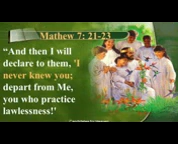 Mathew 7: 21-23
“And then I will
declare to them, 'I
never knew you;
depart from Me,
you who practice
lawlessness!'